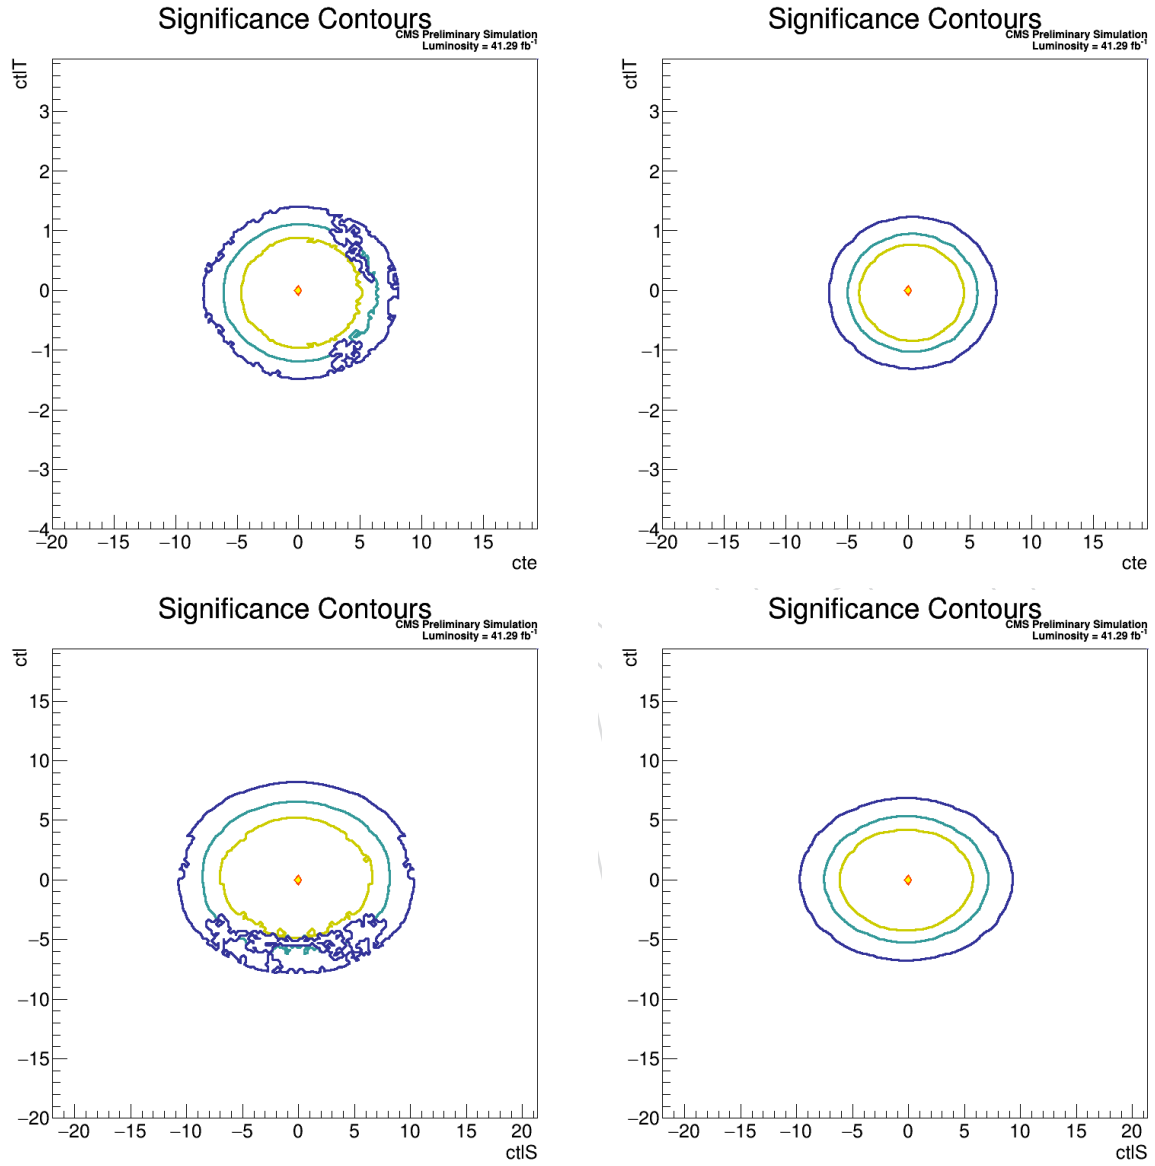 Significance Contours
CMS Preliminary Simulation
Luminosity = 41.29 fb-1
ctlT
3
2
1
0
−1
−2
−3
−4
−20 −15 −10 −5 0 5 10 15
cte
Significance Contours
CMS Preliminary Simulation
Luminosity = 41.29 fb-1
ctlT
3
2
1
0
−1
−2
−3
−4
−20 −15 −10 −5 0 5 10 15
cte
Significance Contours
CMS Preliminary Simulation
Luminosity = 41.29 fb-1
ctl
15
10
5
0
−5
−10
−15
−20
−20 −15 −10 −5 0 5 10 15 20
ctlS
Significance Contours
CMS Preliminary Simulation
Luminosity = 41.29 fb-1
ctl
15
10
5
0
−5
−10
−15
−20
−20 −15 −10 −5 0 5 10 15 20
ctlS